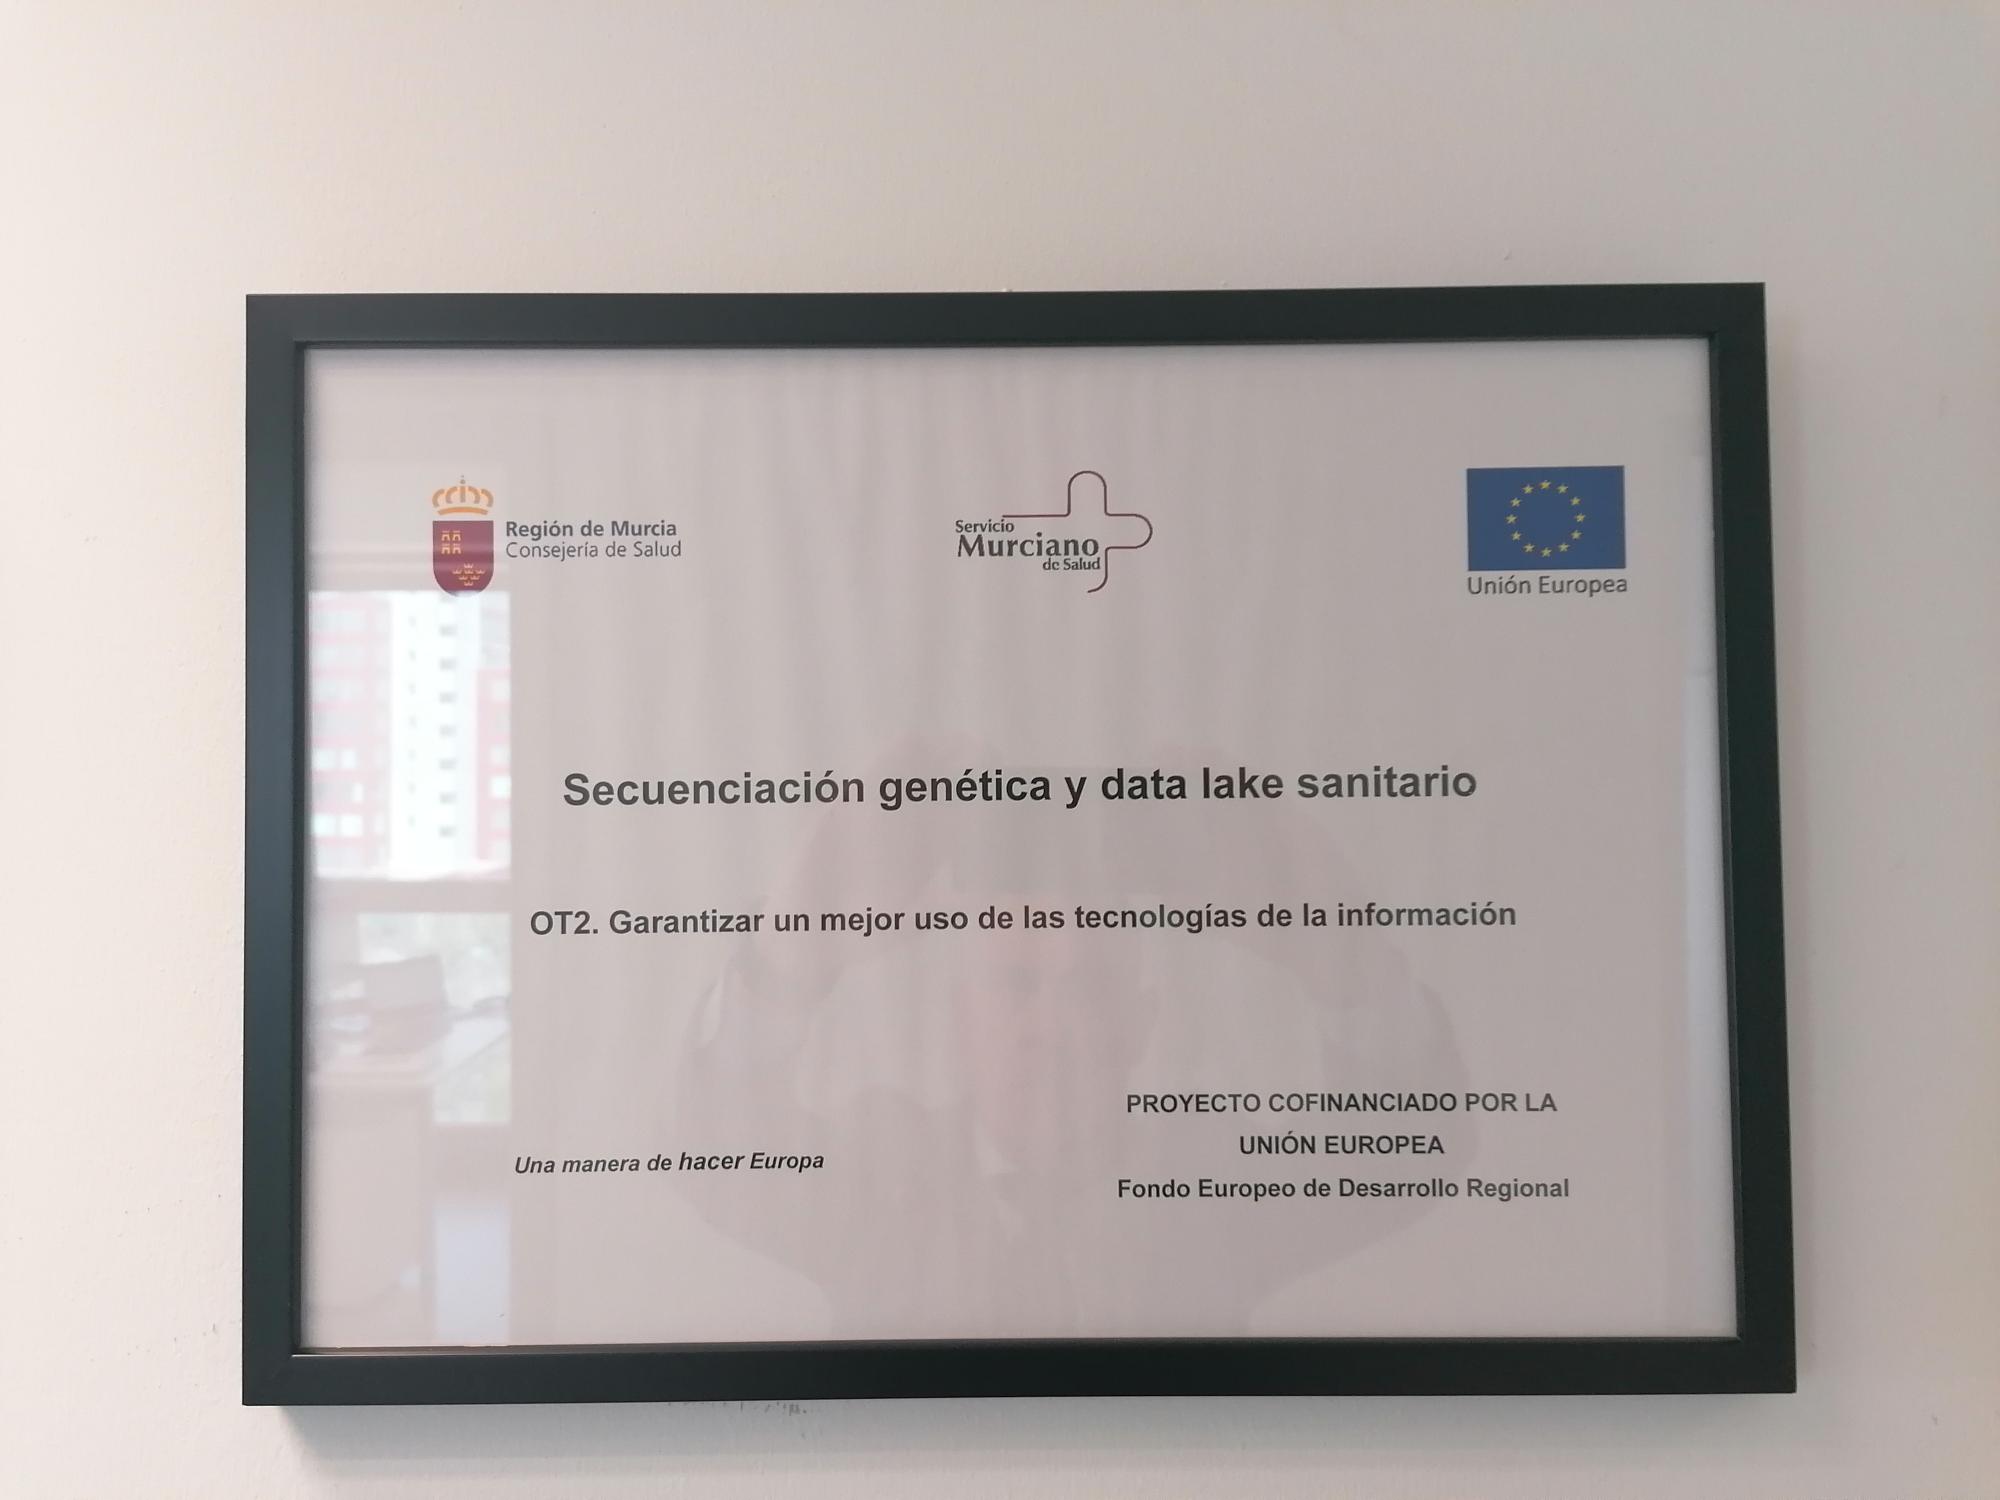 Región de Murcia
Consejería de Salud
Servicio
Murciano
de Salud
Unión Europea
Secuenciación genética y data lake sanitario
OT2. Garantizar un mejor uso de las tecnologías de la información
Una manera de hacer Europa
PROYECTO COFINANCIADO POR LA
UNIÓN EUROPEA
Fondo Europeo de Desarrollo Regional